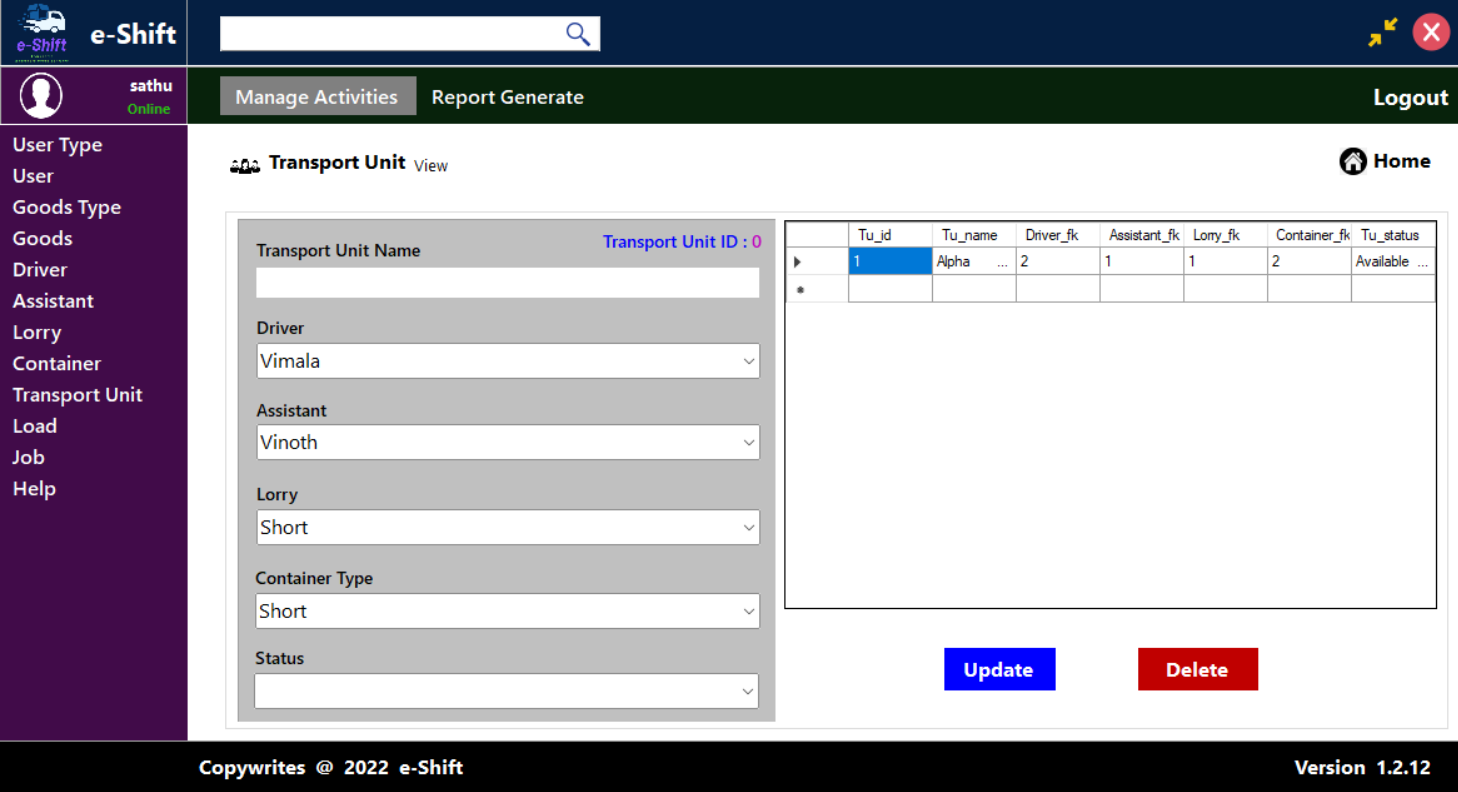 e-Shift
e-Shift
sathu
Online
Manage Activities
Report Generate
Logout
User Type
User
Goods Type
Goods
Driver
Assistant
Lorry
Container
Transport Unit
Load
Job
Help
Transport Unit View
Home
Transport Unit Name
Transport Unit ID : 0
Driver
Vimala
Assistant
Vinoth
Lorry
Short
Container Type
Short
Status
Tu_id Tu_name Driver_fk Assistant_fk Lorry_fk Container_fk Tu_status
1 Alpha ... 2 1 1 2 Available ...
Update
Delete
Copywrites @ 2022 e-Shift
Version 1.2.12